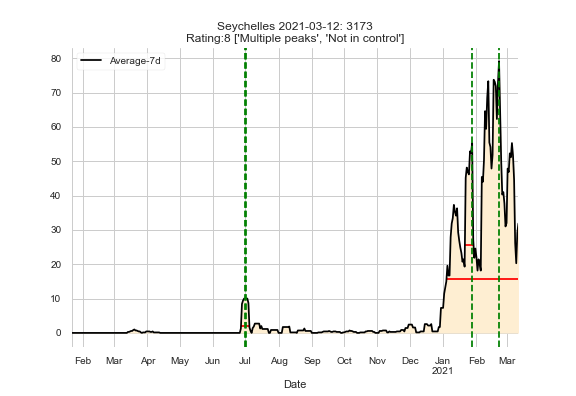 Seychelles 2021-03-12: 3173
Rating:8 ['Multiple peaks', 'Not in control']
Average-7d
80
70
60
50
40
30
20
10
0
Feb Mar Apr May Jun Jul Aug Sep Oct Nov Dec Jan Feb Mar
2021
Date